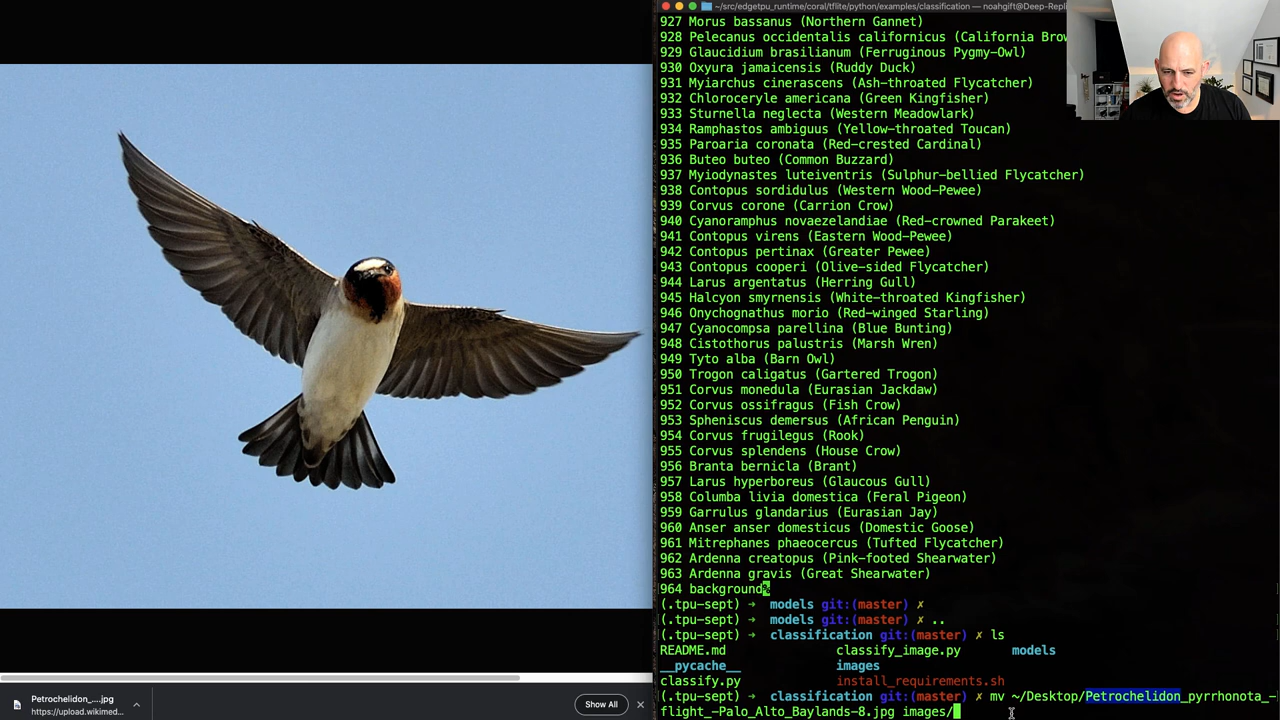 ~/src/edgetpu_runtime/coral/tflite/python/examples/classification — noahgift@Deep-Repli
927 Morus bassanus (Northern Gannet)
928 Pelecanus occidentalis californicus (California Brow
929 Glaucidium brasilianum (Ferruginous Pygmy-Owl)
930 Oxyura jamaicensis (Ruddy Duck)
931 Myiarchus cinerascens (Ash-throated Flycatcher)
932 Chloroceryle americana (Green Kingfisher)
933 Sturnella neglecta (Western Meadowlark)
934 Ramphastos ambiguus (Yellow-throated Toucan)
935 Paroaria coronata (Red-crested Cardinal)
936 Buteo buteo (Common Buzzard)
937 Myiodynastes luteiventris (Sulphur-bellied Flycatcher)
938 Contopus sordidulus (Western Wood-Pewee)
939 Corvus corone (Carrion Crow)
940 Cyanoramphus novaezelandiae (Red-crowned Parakeet)
941 Contopus virens (Eastern Wood-Pewee)
942 Contopus pertinax (Greater Pewee)
943 Contopus cooperi (Olive-sided Flycatcher)
944 Larus argentatus (Herring Gull)
945 Halcyon smyrnensis (White-throated Kingfisher)
946 Onychognathus morio (Red-winged Starling)
947 Cyanocompsa parellina (Blue Bunting)
948 Cistothorus palustris (Marsh Wren)
949 Tyto alba (Barn Owl)
950 Trogon caligatus (Gartered Trogon)
951 Corvus monedula (Eurasian Jackdaw)
952 Corvus ossifragus (Fish Crow)
953 Spheniscus demersus (African Penguin)
954 Corvus frugilegus (Rook)
955 Corvus splendens (House Crow)
956 Branta bernicla (Brant)
957 Larus hyperboreus (Glaucous Gull)
958 Columba livia domestica (Feral Pigeon)
959 Garrulus glandarius (Eurasian Jay)
960 Anser anser domesticus (Domestic Goose)
961 Mitrephanes phaeocercus (Tufted Flycatcher)
962 Ardenna creatopus (Pink-footed Shearwater)
963 Ardenna gravis (Great Shearwater)
964 background%
(.tpu-sept) → models git:(master) ✗
(.tpu-sept) → models git:(master) ✗ ..
(.tpu-sept) → classification git:(master) ✗ ls
README.md classify_image.py models
__pycache__ images
classify.py install_requirements.sh
(.tpu-sept) → classification git:(master) ✗ mv ~/Desktop/Petrochelidon_pyrrhonota_-
flight_-Palo_Alto_Baylands-8.jpg images/
Petrochelidon_....jpg
https://upload.wikimed...
Show All